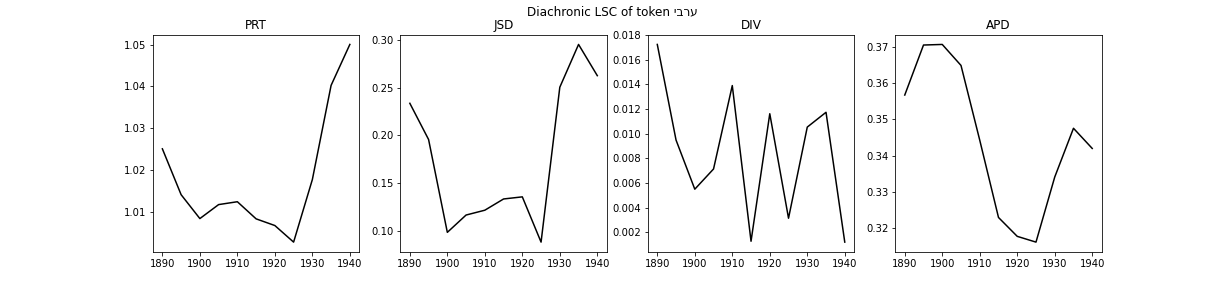 Diachronic LSC of token ערבי
PRT JSD DIV APD
1.05 0.30 0.018 0.37
1.04 0.25 0.016 0.36
1.03 0.20 0.014 0.35
1.02 0.15 0.012 0.34
1.01 0.10 0.010 0.33
0.008 0.32
0.006
0.004
0.002
1890 1900 1910 1920 1930 1940 1890 1900 1910 1920 1930 1940 1890 1900 1910 1920 1930 1940 1890 1900 1910 1920 1930 1940